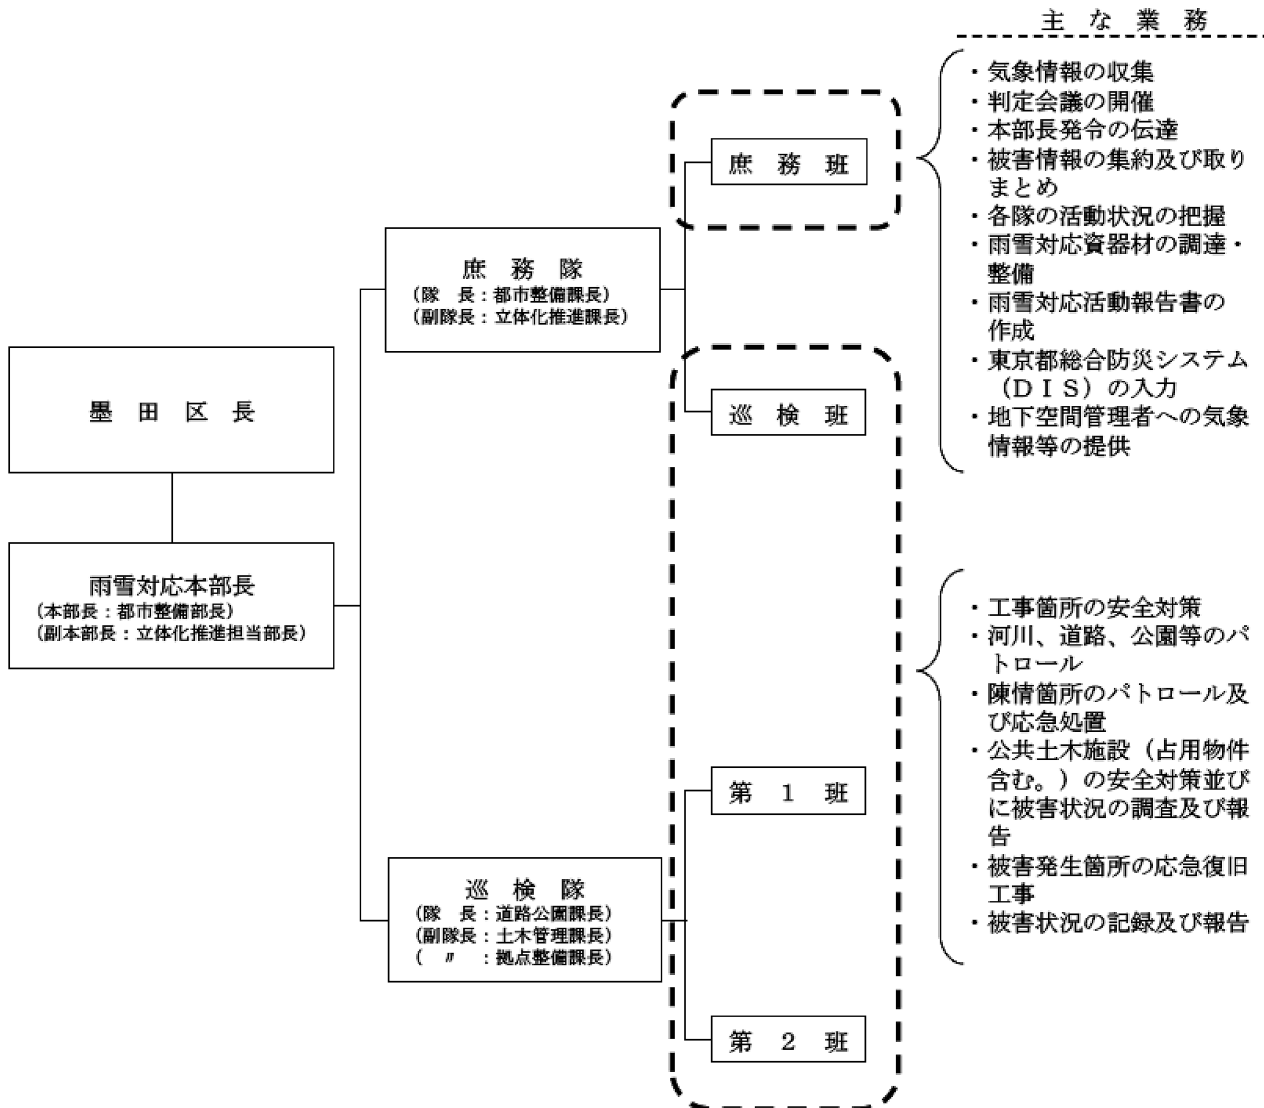 主な業務
墨田区長
雨雪対応本部長
(本部長：都市整備部長)
(副本部長：立体化推進担当部長)
庶務隊
(隊　長：都市整備課長)
(副隊長：立体化推進課長)
巡検隊
(隊　長：道路公園課長)
(副隊長：土木管理課長)
(　〃　：拠点整備課長)
庶務班
巡検班
第１班
第２班
・気象情報の収集
・判定会議の開催
・本部長発令の伝達
・被害情報の集約及び取り
まとめ
・各隊の活動状況の把握
・雨雪対応資器材の調達・
整備
・雨雪対応活動報告書の
作成
・東京都総合防災システム
（ＤＩＳ）の入力
・地下空間管理者への気象
情報等の提供
・工事箇所の安全対策
・河川、道路、公園等のパ
トロール
・陳情箇所のパトロール及
び応急処置
・公共土木施設（占用物件
含む。）の安全対策並び
に被害状況の調査及び報
告
・被害発生箇所の応急復旧
工事
・被害状況の記録及び報告